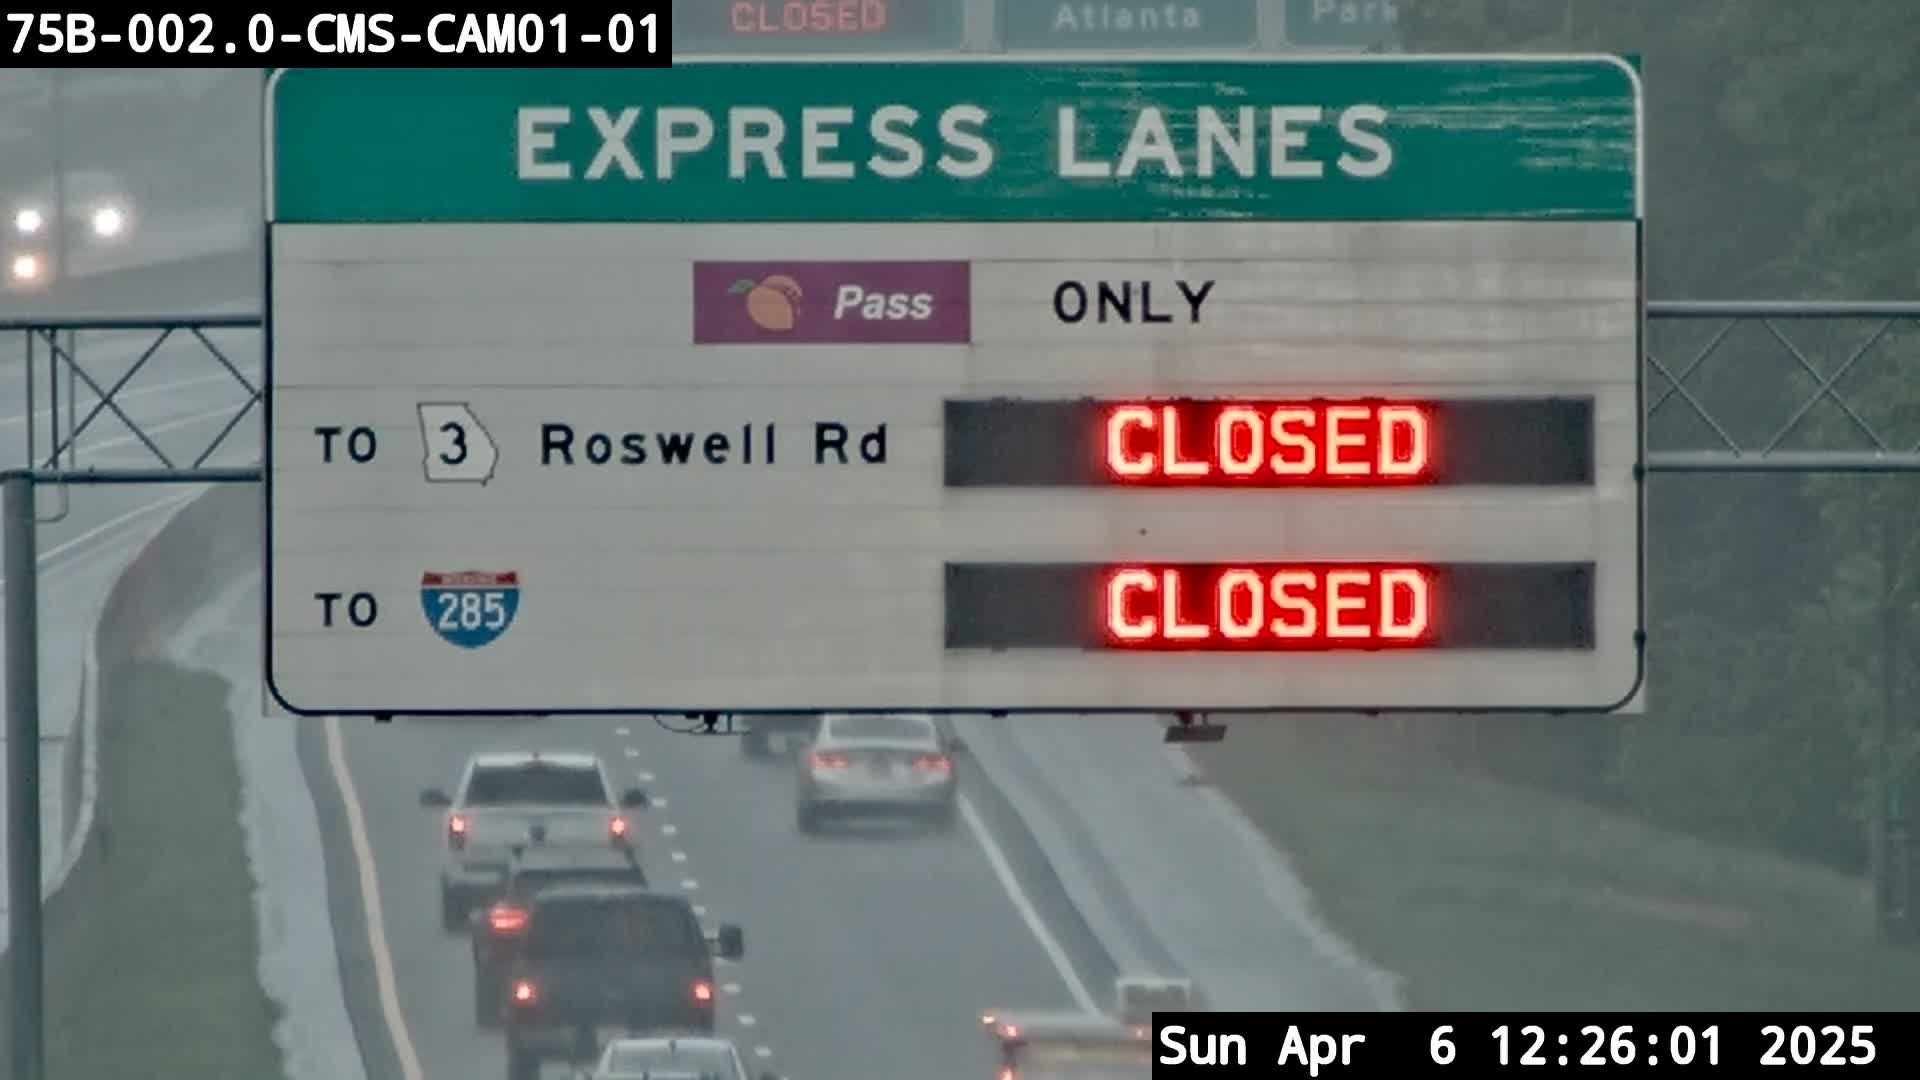 75B-002.0-CMS-CAM01-01
CLOSED
Atlanta
Park
EXPRESS LANES
Pass ONLY
TO 3 Roswell Rd CLOSED
TO 285 CLOSED
Sun Apr 6 12:26:01 2025